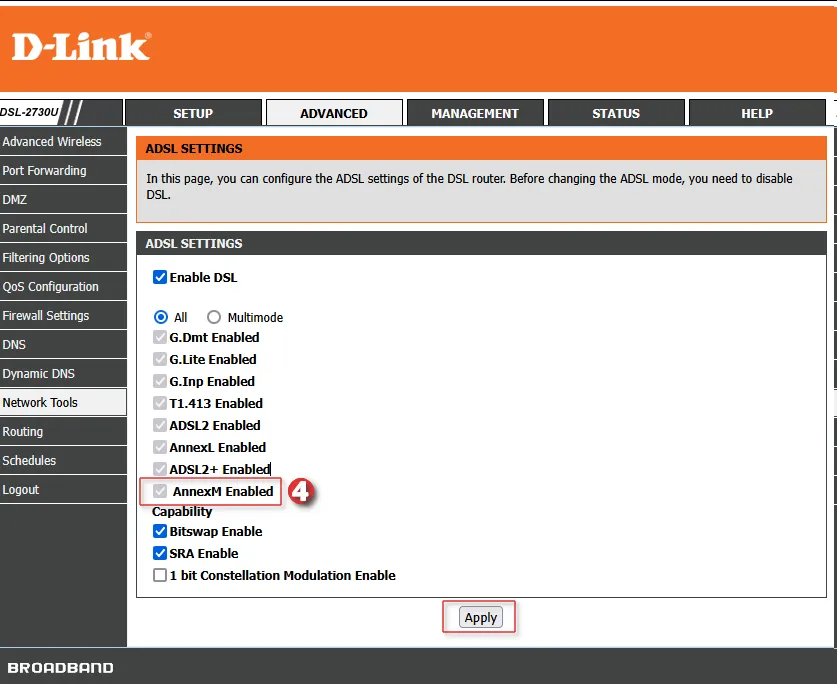 D-Link®
DSL-2730U
SETUP
ADVANCED
MANAGEMENT
STATUS
HELP
Advanced Wireless
Port Forwarding
DMZ
Parental Control
Filtering Options
QoS Configuration
Firewall Settings
DNS
Dynamic DNS
Network Tools
Routing
Schedules
Logout
ADSL SETTINGS
In this page, you can configure the ADSL settings of the DSL router. Before changing the ADSL mode, you need to disable
DSL.
ADSL SETTINGS
Enable DSL
All Multimode
G.Dmt Enabled
G.Lite Enabled
G.Inp Enabled
T1.413 Enabled
ADSL2 Enabled
AnnexL Enabled
ADSL2+ Enabled
AnnexM Enabled 4
Capability
Bitswap Enable
SRA Enable
1 bit Constellation Modulation Enable
Apply
BROADBAND